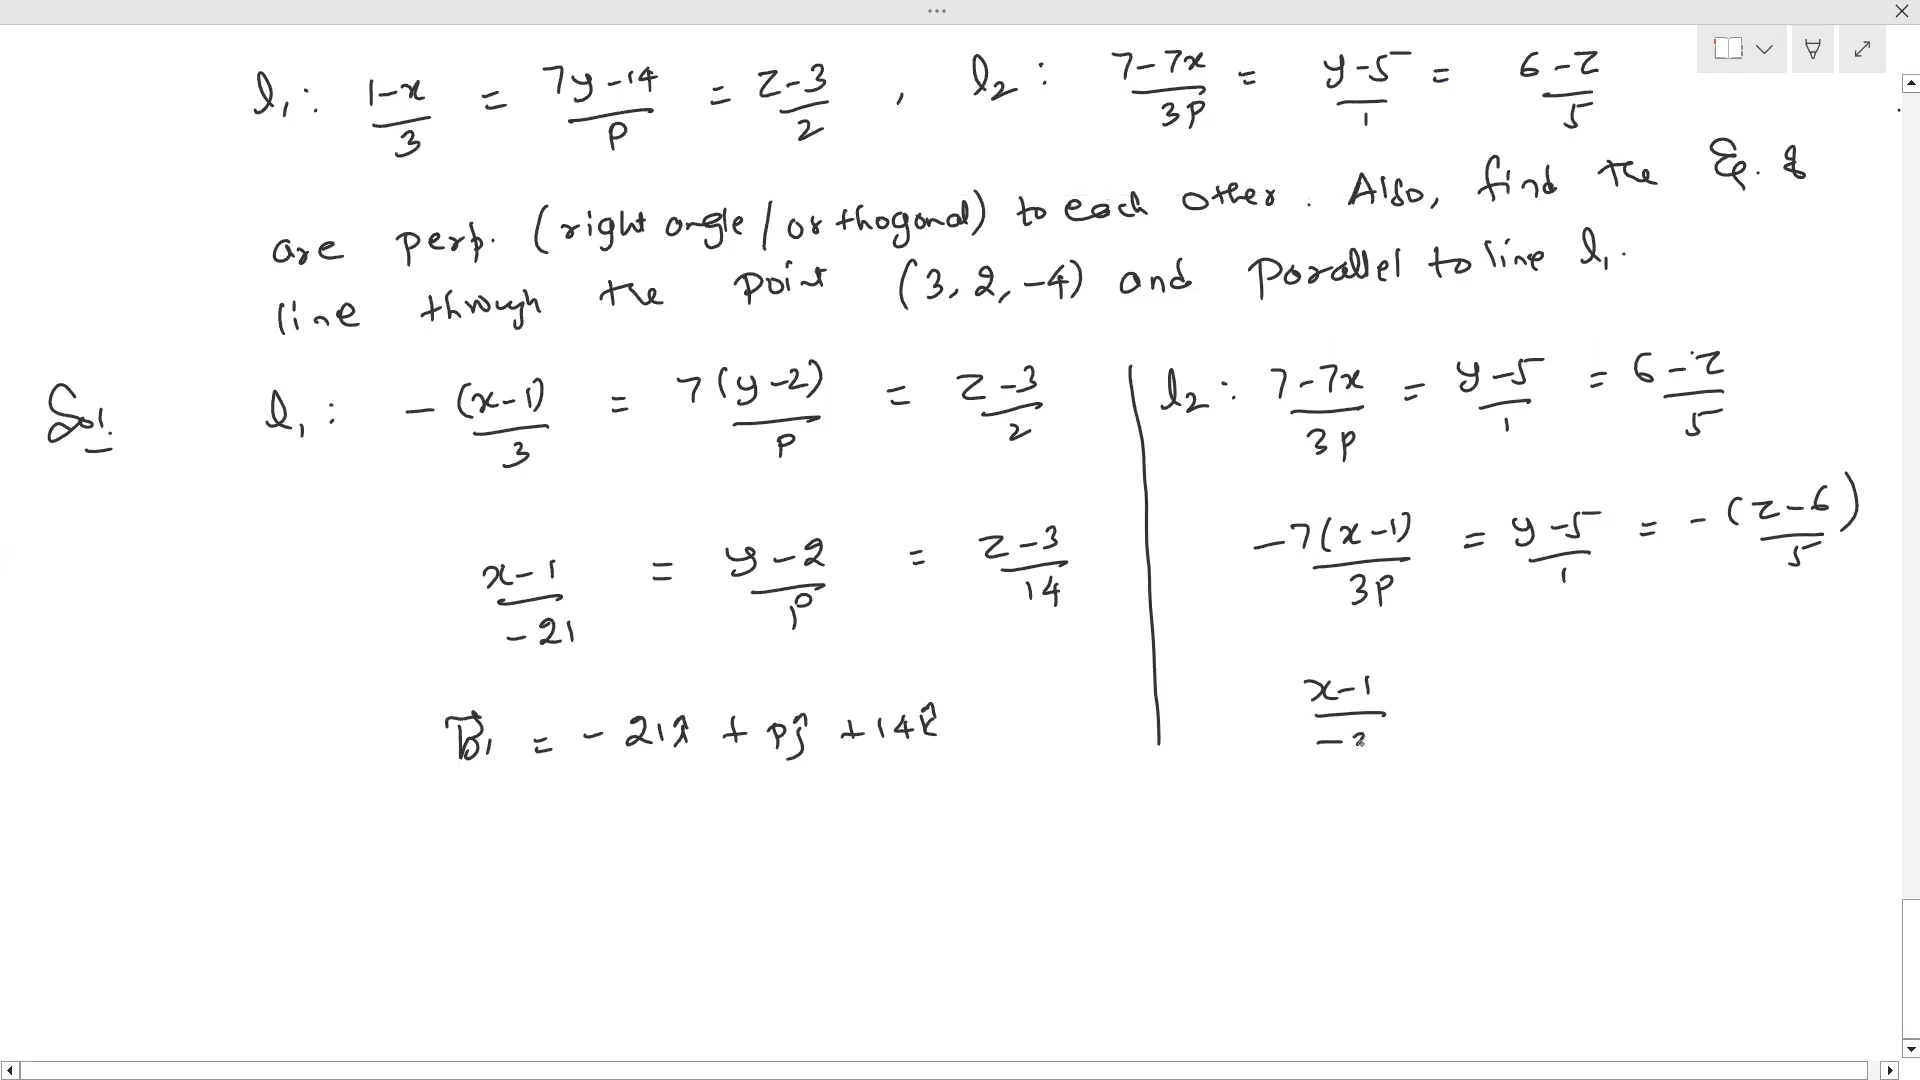 l₁: (1-x)/3 = (7y-14)/p = (z-3)/2 , l₂: (7-7x)/3p = (y-5)/1 = (6-z)/5
are perp. (right angle / orthogonal) to each other. Also, find the Eq. of
line through the point (3, 2, -4) and parallel to line l₁.
Sol. l₁: -(x-1)/3 = 7(y-2)/p = (z-3)/2
(x-1)/-21 = (y-2)/p = (z-3)/14
B⃗₁ = -21î + pĵ + 14k̂
l₂: (7-7x)/3p = (y-5)/1 = (6-z)/5
-7(x-1)/3p = (y-5)/1 = -(z-6)/5
(x-1)/-3